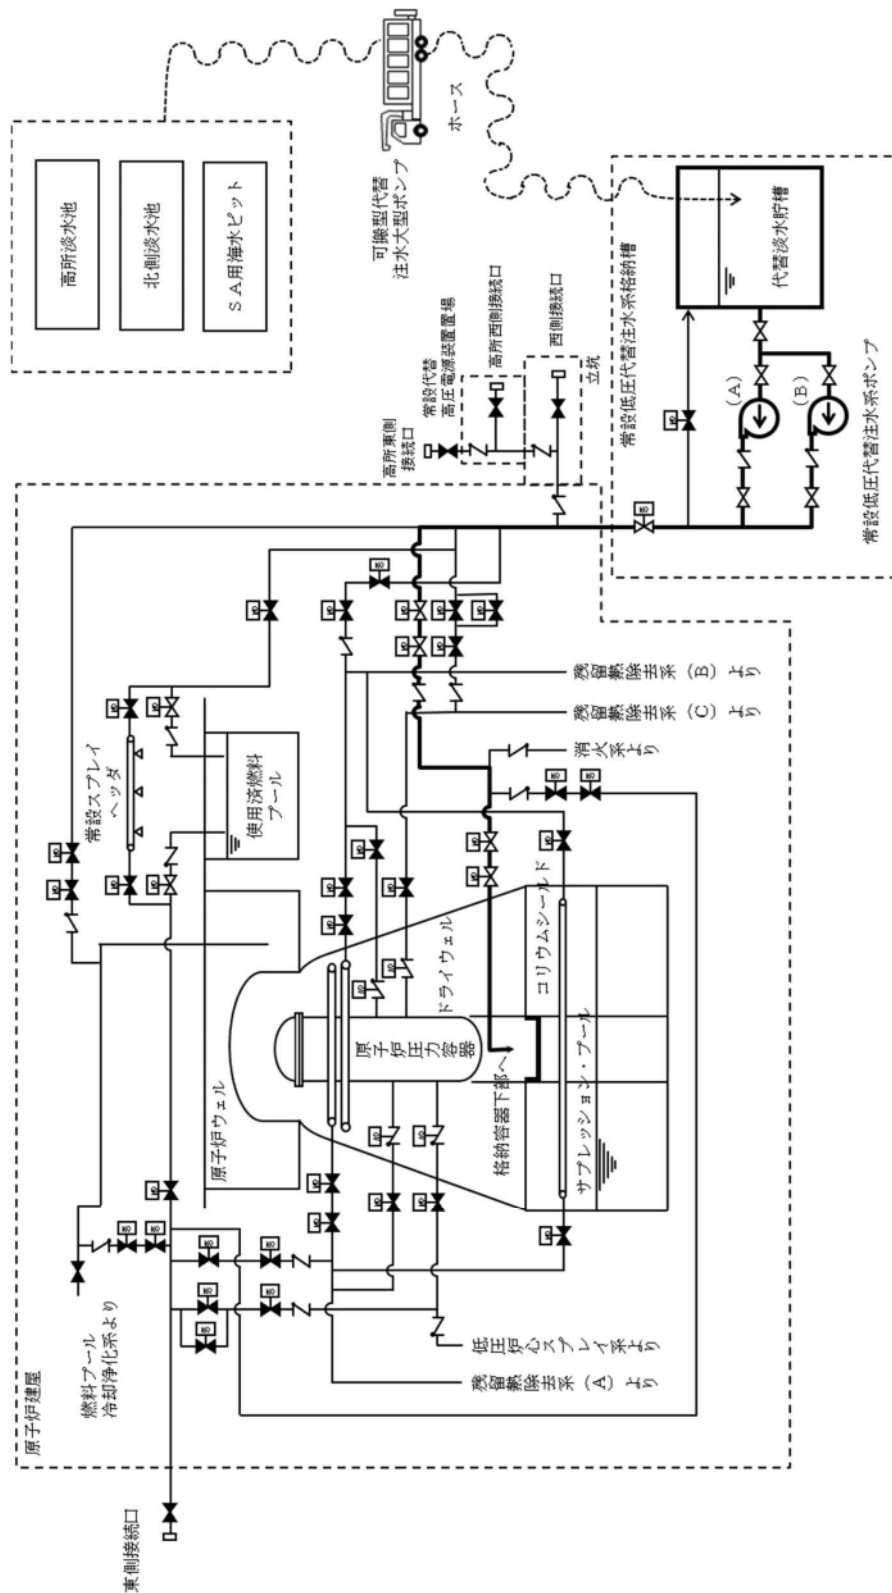 高所淡水池
北側淡水池
ＳＡ用海水ピット
可搬型代替
注水大型ポンプ
ホース
高所東側
接続口
常設代替
高圧電源装置置場
高所西側接続口
西側接続口
立坑
常設低圧代替注水系格納槽
代替淡水貯槽
(A)
(B)
常設低圧代替注水系ポンプ
原子炉建屋
燃料プール
冷却浄化系より
東側接続口
常設スプレイ
ヘッダ
使用済燃料
プール
原子炉ウェル
原子炉圧力容器
ドライウェル
格納容器下部へ
コリウムシールド
サプレッション・プール
残留熱除去系（Ｂ）より
残留熱除去系（Ｃ）より
消火系より
低圧炉心スプレイ系より
残留熱除去系（Ａ）より